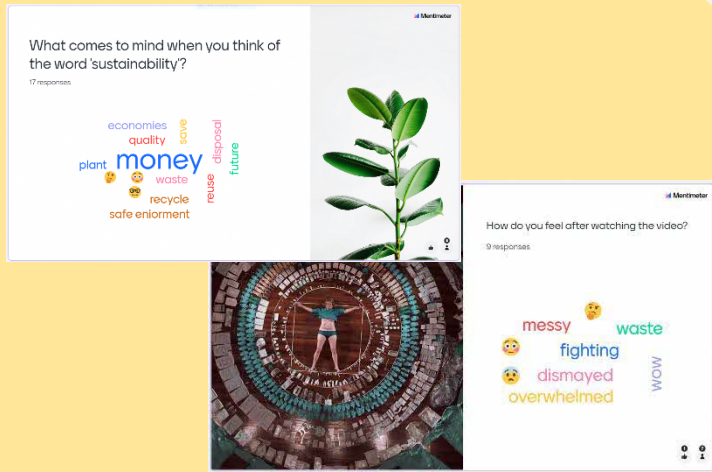 Mentimeter
What comes to mind when you think of
the word 'sustainability'?
17 responses
economies
save
disposal
quality
future
plant
money
waste
reuse
recycle
safe eniorment
Mentimeter
How do you feel after watching the video?
9 responses
messy
waste
fighting
wow
dismayed
overwhelmed